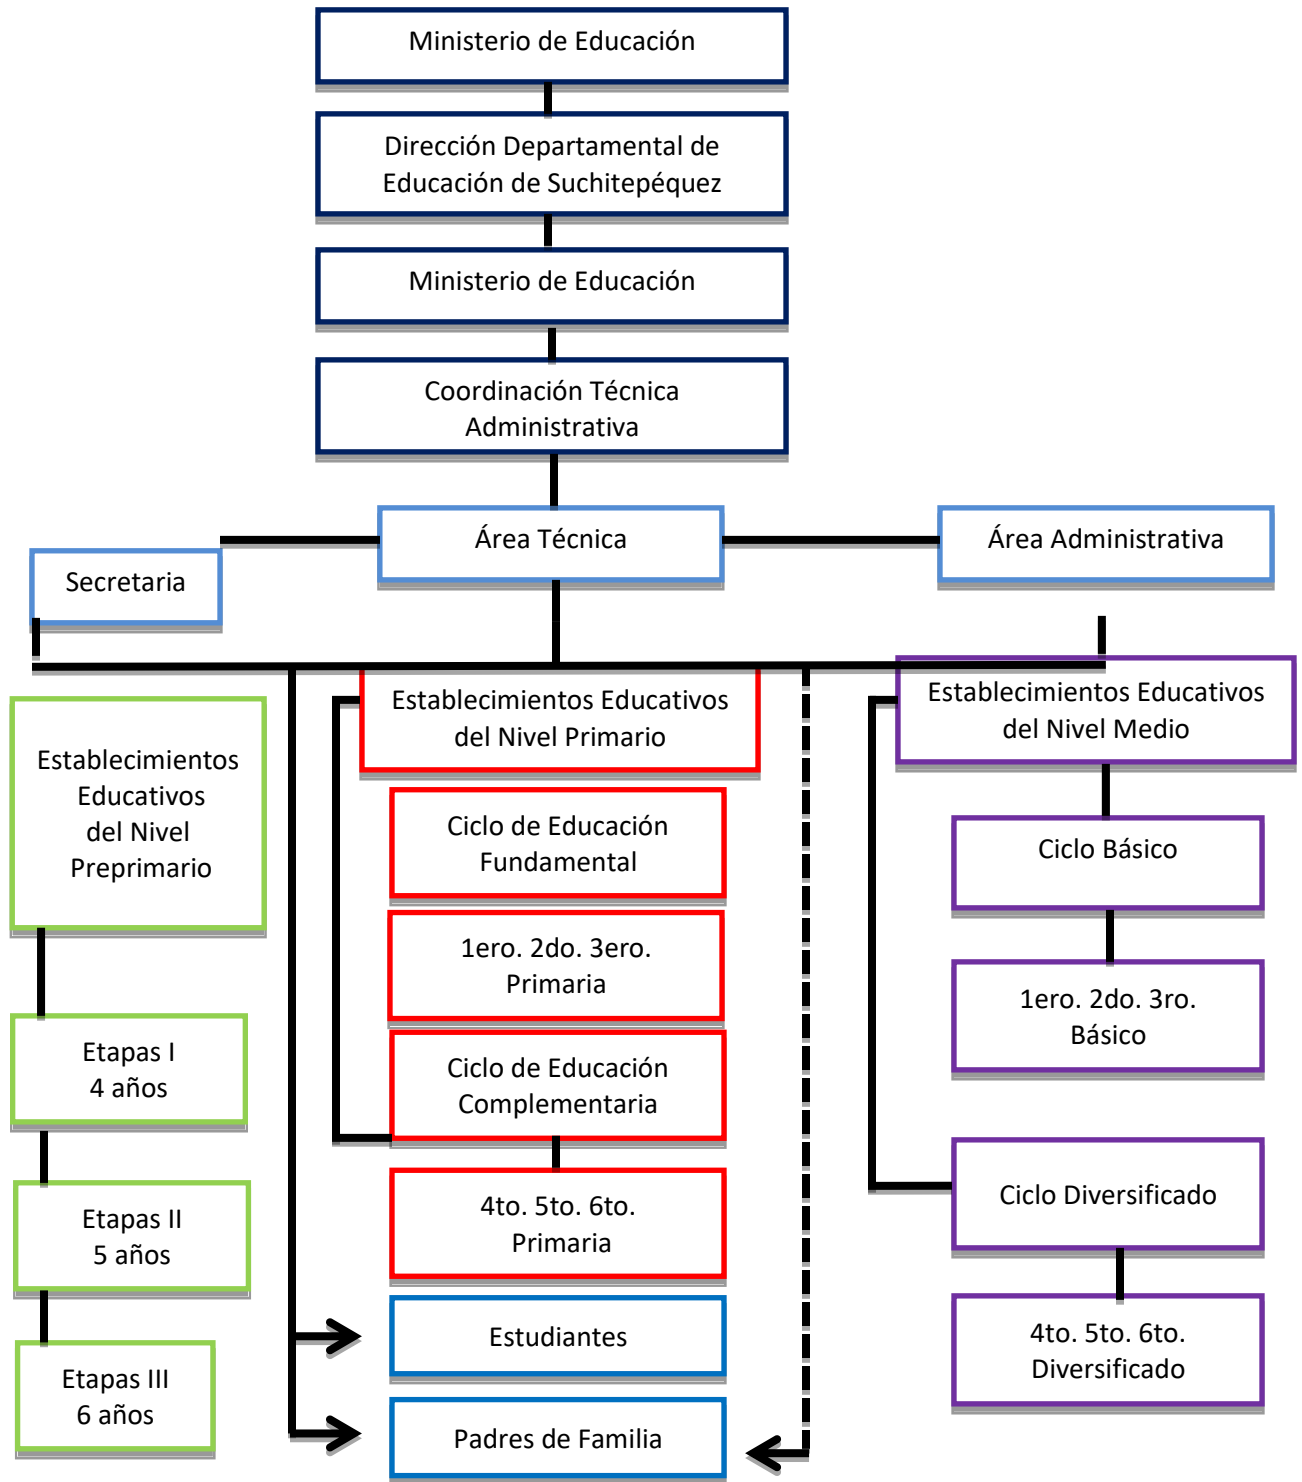 Ministerio de Educación
Dirección Departamental de
Educación de Suchitepéquez
Ministerio de Educación
Coordinación Técnica
Administrativa
Área Técnica
Área Administrativa
Secretaria
Establecimientos
Educativos
del Nivel
Preprimario
Etapas I
4 años
Etapas II
5 años
Etapas III
6 años
Establecimientos Educativos
del Nivel Primario
Ciclo de Educación
Fundamental
1ero. 2do. 3ero.
Primaria
Ciclo de Educación
Complementaria
4to. 5to. 6to.
Primaria
Estudiantes
Padres de Familia
Establecimientos Educativos
del Nivel Medio
Ciclo Básico
1ero. 2do. 3ro.
Básico
Ciclo Diversificado
4to. 5to. 6to.
Diversificado